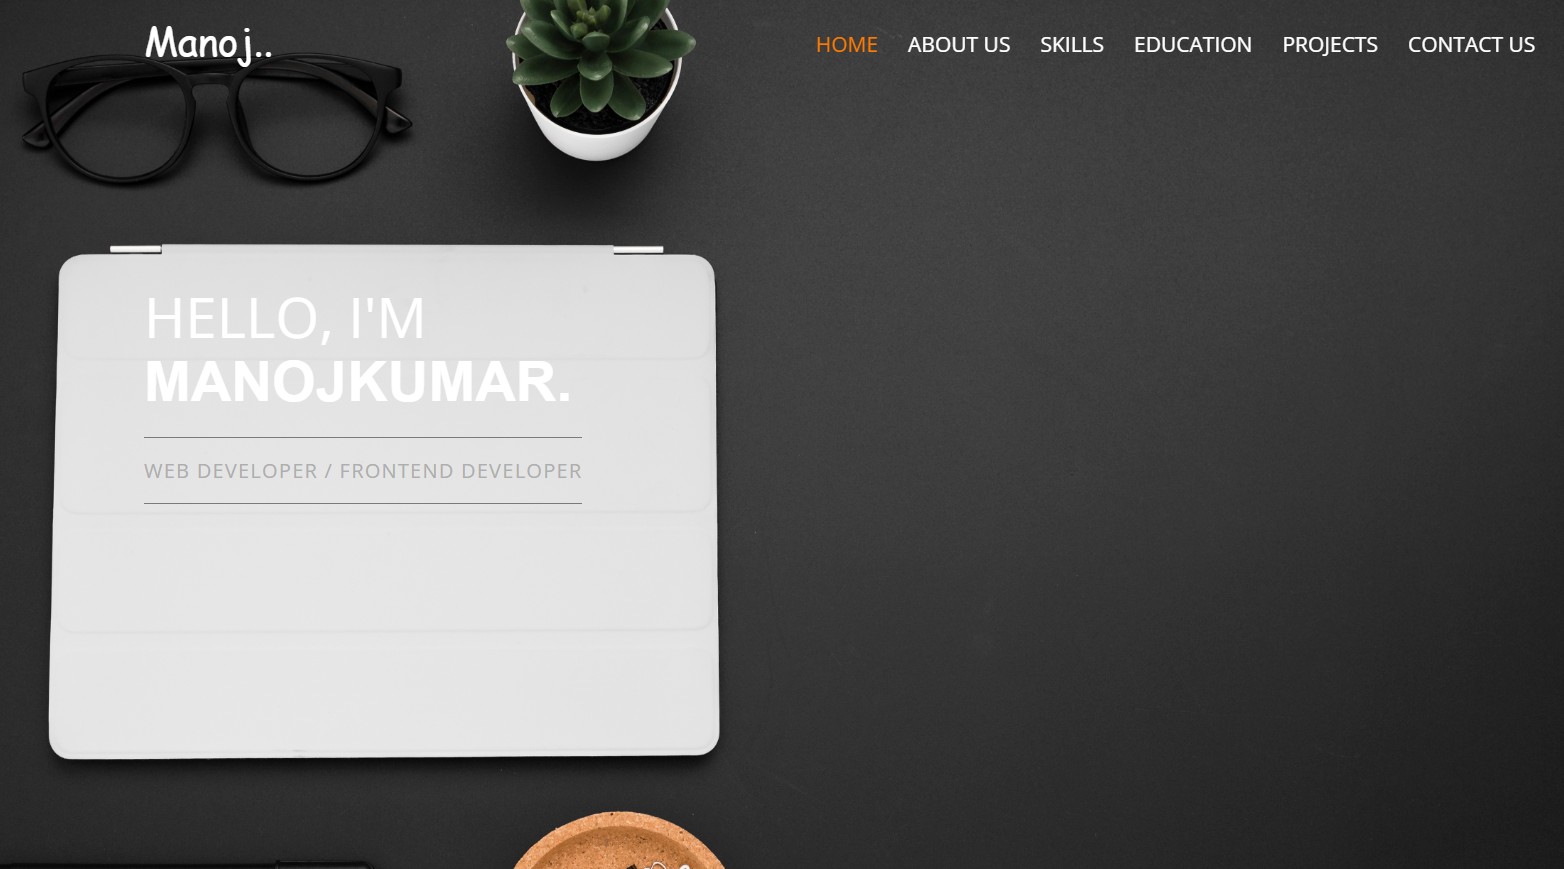 Manoj..
HOME ABOUT US SKILLS EDUCATION PROJECTS CONTACT US
HELLO, I'M
MANOJKUMAR.
WEB DEVELOPER / FRONTEND DEVELOPER